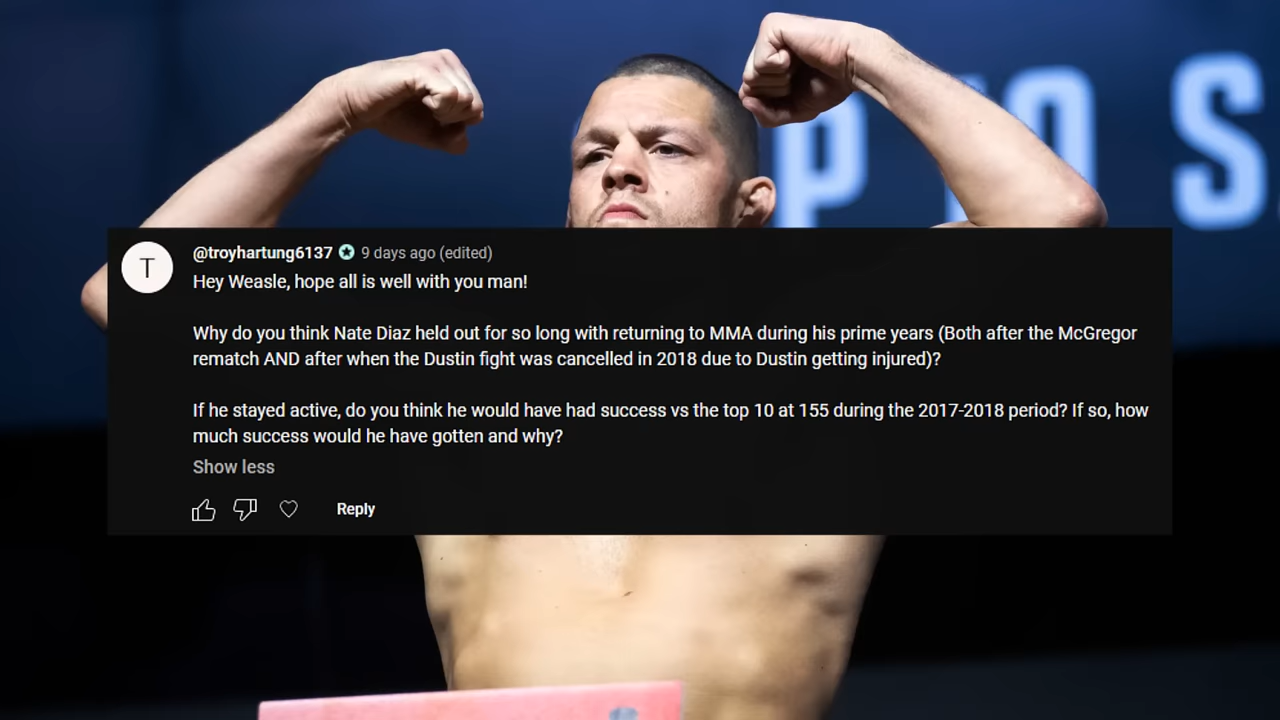 P TO S
T
@troyhartung6137 9 days ago (edited)
Hey Weasle, hope all is well with you man!
Why do you think Nate Diaz held out for so long with returning to MMA during his prime years (Both after the McGregor
rematch AND after when the Dustin fight was cancelled in 2018 due to Dustin getting injured)?
If he stayed active, do you think he would have had success vs the top 10 at 155 during the 2017-2018 period? If so, how
much success would he have gotten and why?
Show less
Reply